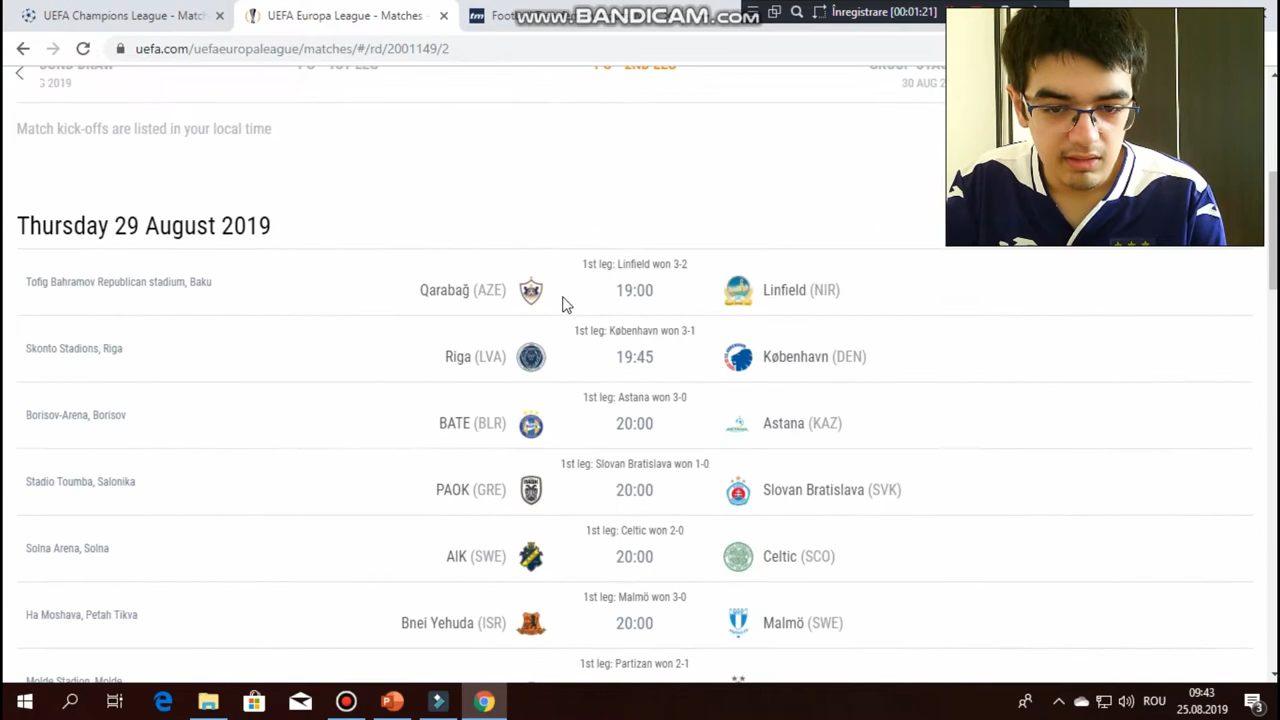 UEFA Champions League - Match
UEFA Europa League - Matches
Foot
www.BANDICAM.com
Înregistrare [00:01:21]
uefa.com/uefaeuropaleague/matches/#/rd/2001149/2
G 2019
30 AUG 2
Match kick-offs are listed in your local time
Thursday 29 August 2019
1st leg: Linfield won 3-2
Tofig Bahramov Republican stadium, Baku
Qarabağ (AZE) 19:00 Linfield (NIR)
1st leg: København won 3-1
Skonto Stadions, Riga
Riga (LVA) 19:45 København (DEN)
1st leg: Astana won 3-0
Borisov-Arena, Borisov
BATE (BLR) 20:00 Astana (KAZ)
1st leg: Slovan Bratislava won 1-0
Stadio Toumba, Salonika
PAOK (GRE) 20:00 Slovan Bratislava (SVK)
1st leg: Celtic won 2-0
Solna Arena, Solna
AIK (SWE) 20:00 Celtic (SCO)
1st leg: Malmö won 3-0
Ha Moshava, Petah Tikva
Bnei Yehuda (ISR) 20:00 Malmö (SWE)
1st leg: Partizan won 2-1
Molde Stadion, Molde
ROU
09:43
25.08.2019
3